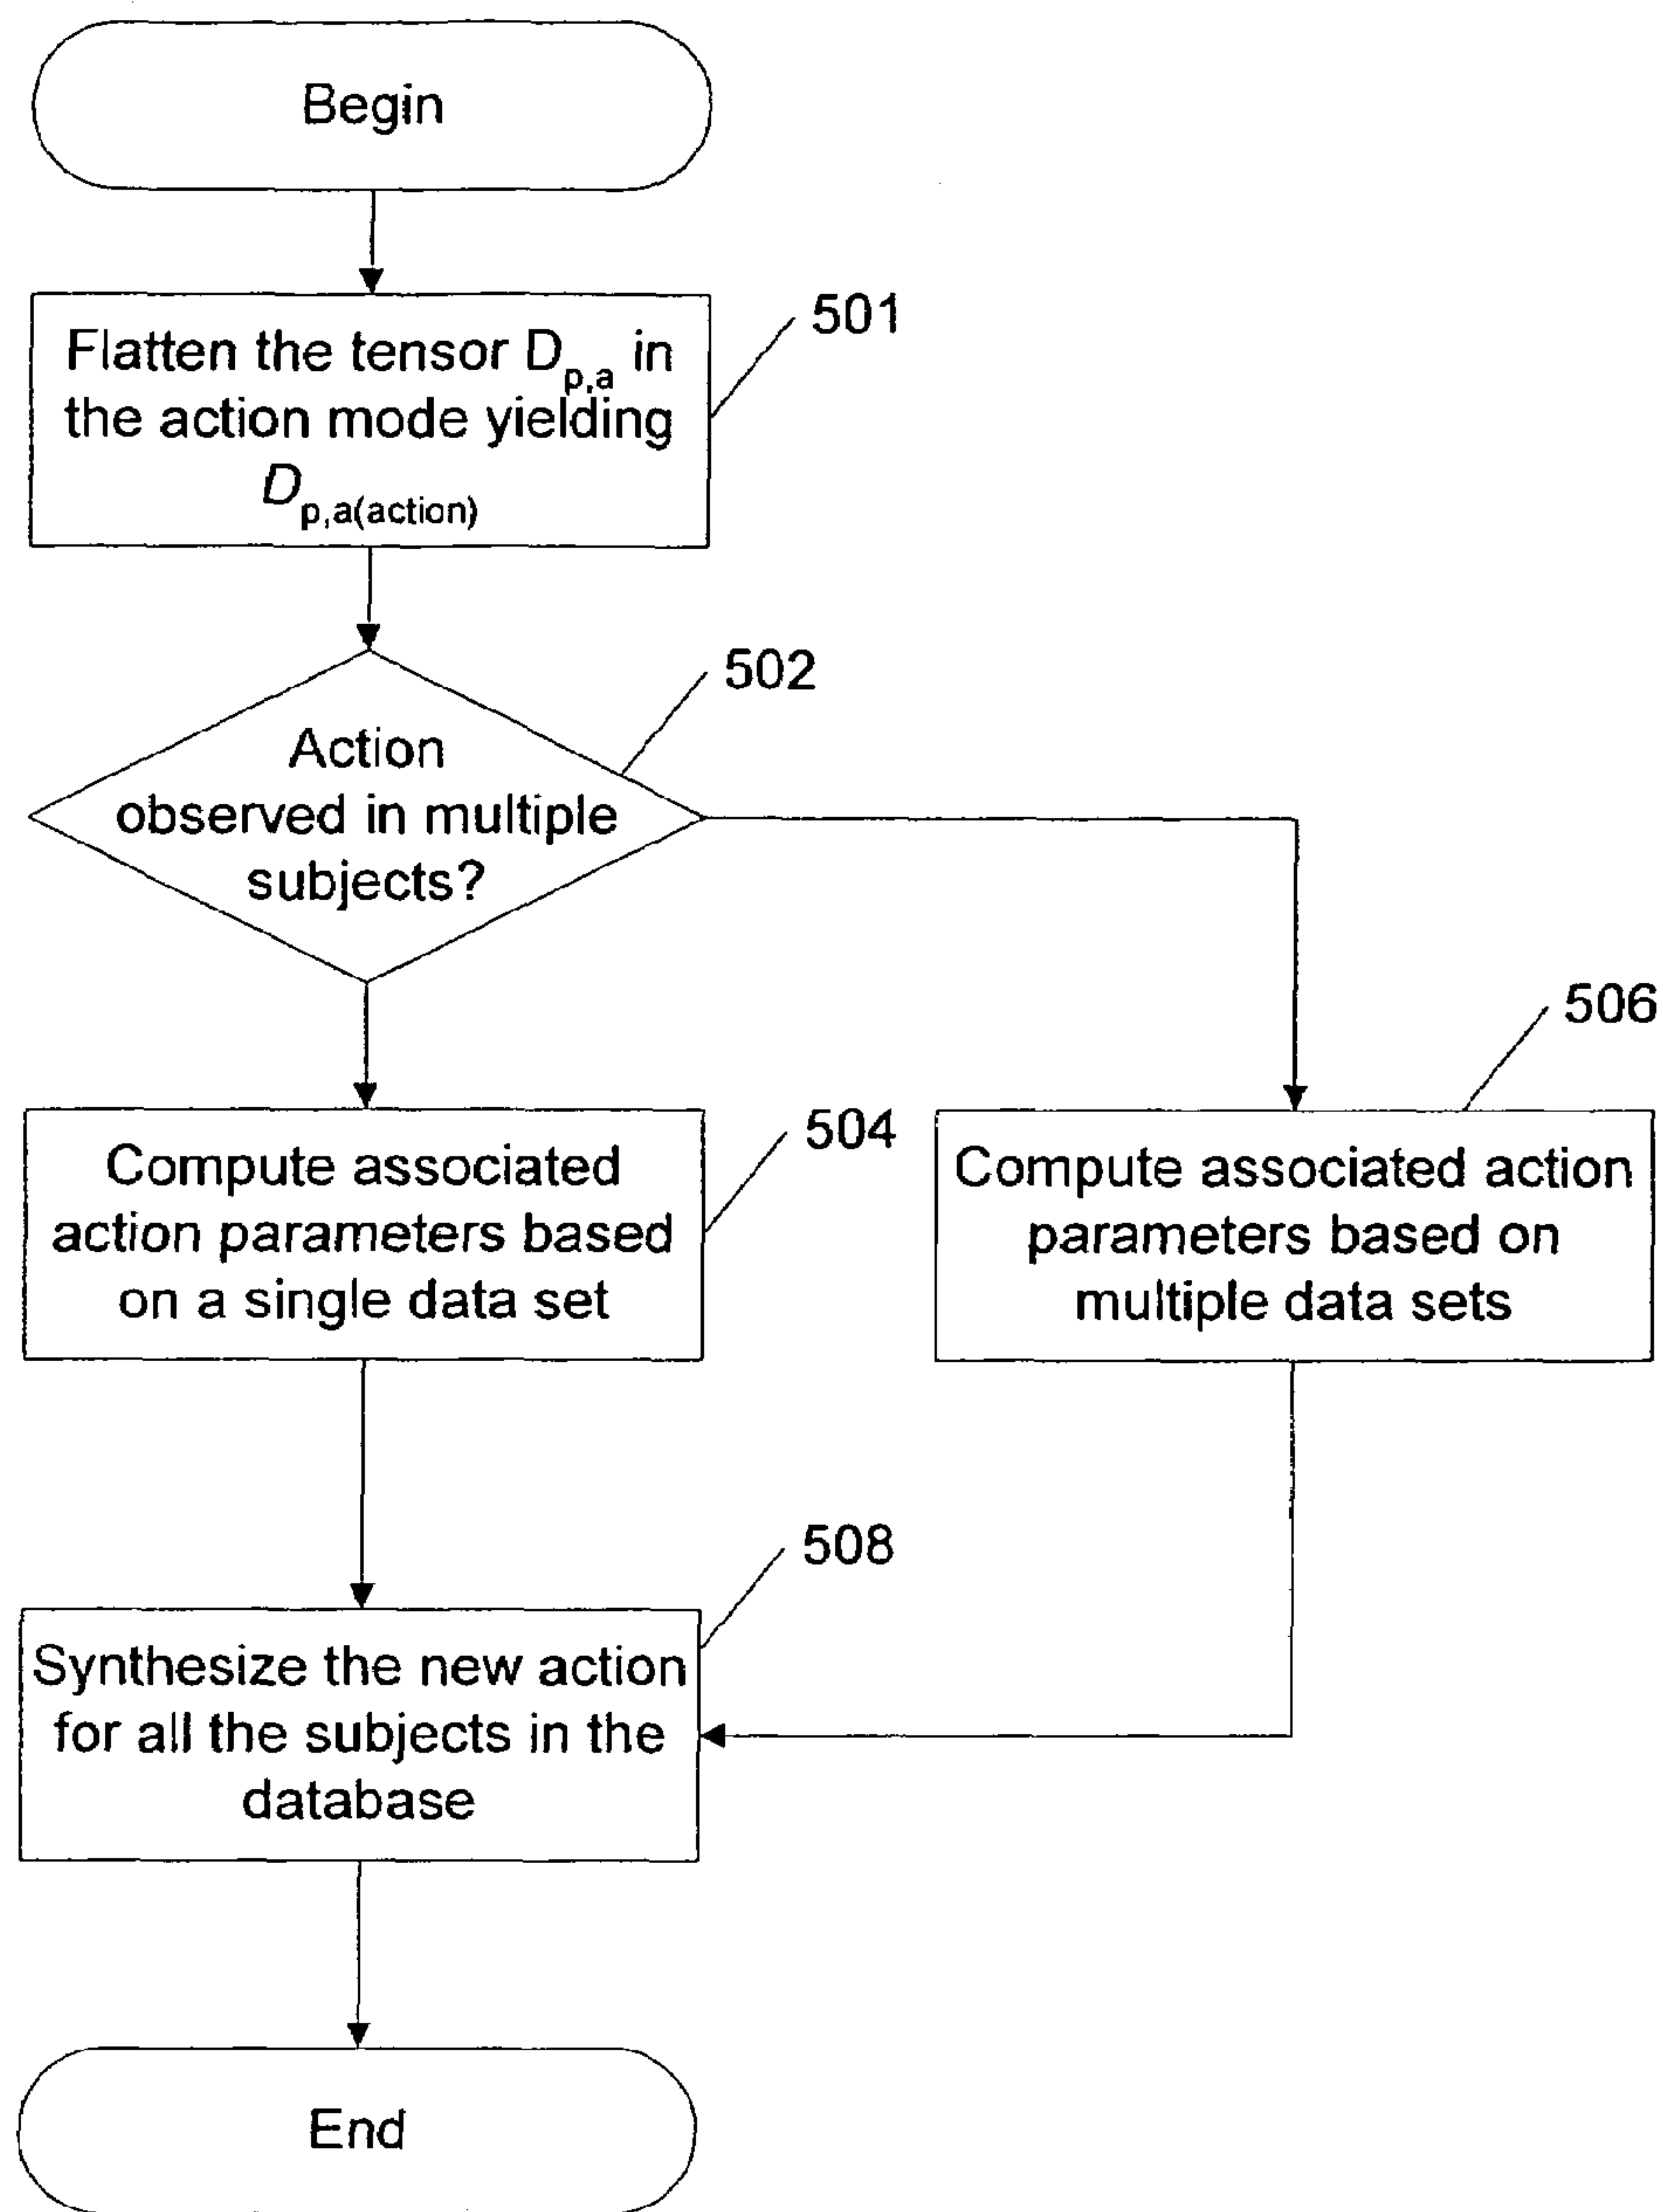 Begin
Flatten the tensor D_p,a in
the action mode yielding
D_p,a(action)
501
Action
observed in multiple
subjects?
502
Compute associated
action parameters based
on a single data set
504
Compute associated action
parameters based on
multiple data sets
506
Synthesize the new action
for all the subjects in the
database
508
End